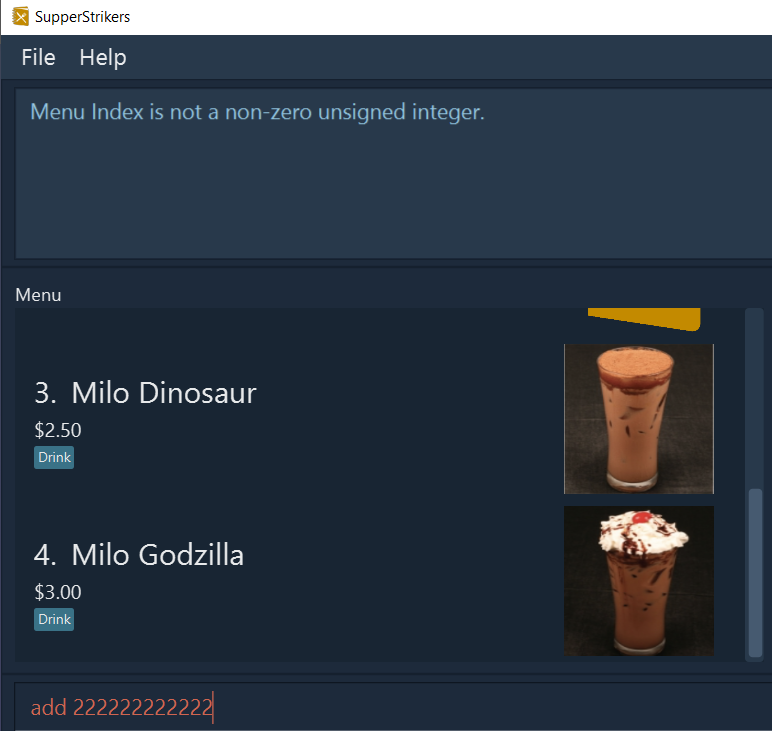 SupperStrikers
File Help
Menu Index is not a non-zero unsigned integer.
Menu
3. Milo Dinosaur
$2.50
Drink
4. Milo Godzilla
$3.00
Drink
add 222222222222